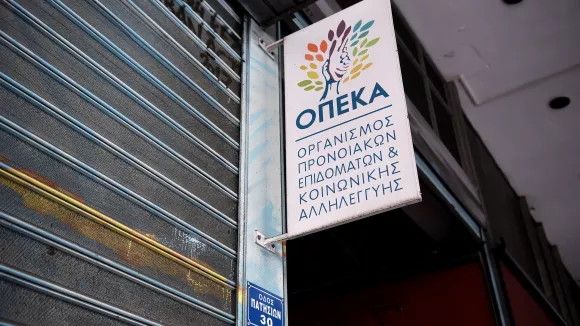 ΟΠΕΚΑ
ΟΡΓΑΝΙΣΜΟΣ
ΠΡΟΝΟΙΑΚΩΝ
ΕΠΙΔΟΜΑΤΩΝ &
ΚΟΙΝΩΝΙΚΗΣ
ΑΛΛΗΛΕΓΓΥΗΣ
ΟΔΟΣ
ΠΑΤΗΣΙΩΝ
30